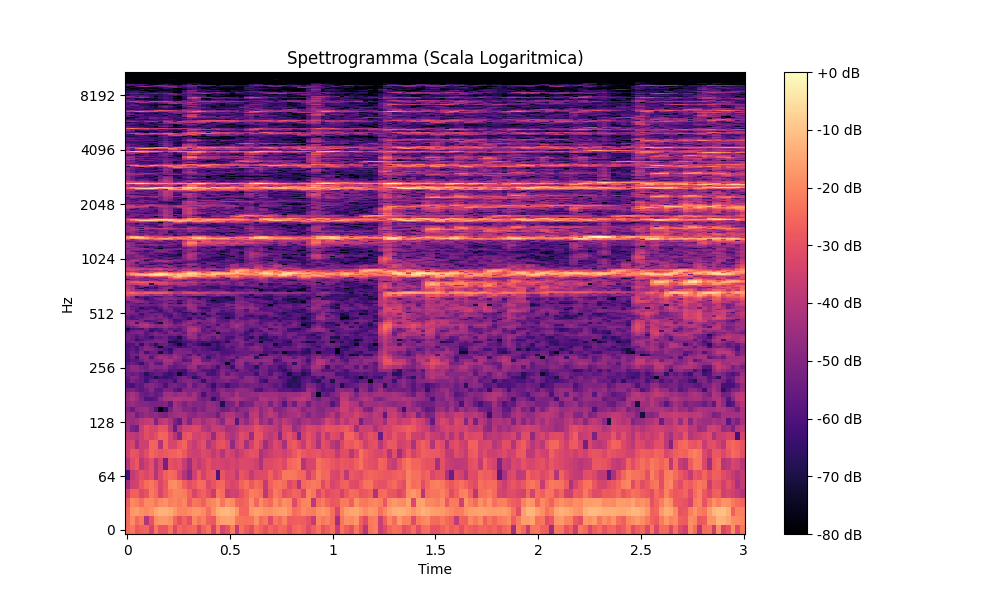 Spettrogramma (Scala Logaritmica)
Hz
8192
4096
2048
1024
512
256
128
64
0
0
0.5
1
1.5
2
2.5
3
Time
+0 dB
-10 dB
-20 dB
-30 dB
-40 dB
-50 dB
-60 dB
-70 dB
-80 dB